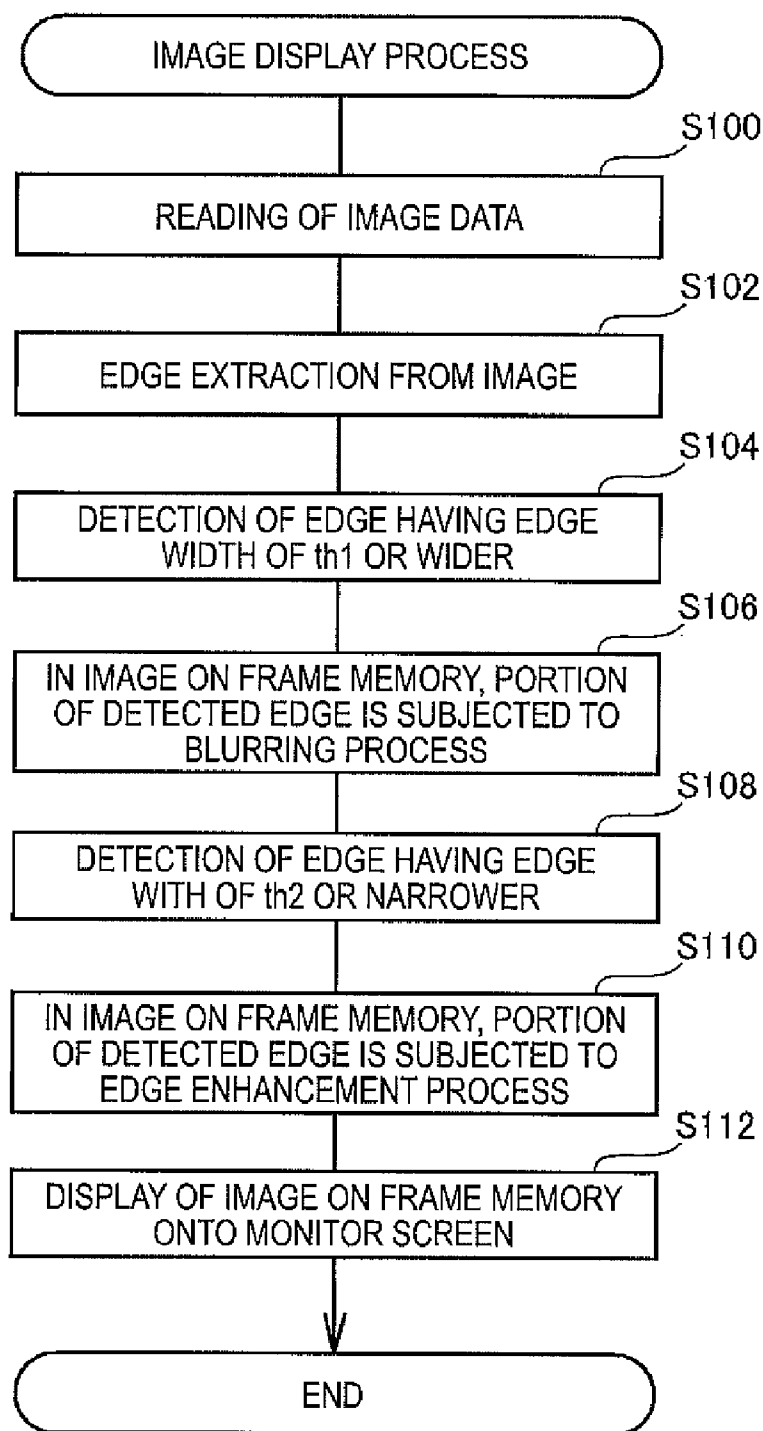 IMAGE DISPLAY PROCESS
S100
READING OF IMAGE DATA
S102
EDGE EXTRACTION FROM IMAGE
S104
DETECTION OF EDGE HAVING EDGE
WIDTH OF th1 OR WIDER
S106
IN IMAGE ON FRAME MEMORY, PORTION
OF DETECTED EDGE IS SUBJECTED TO
BLURRING PROCESS
S108
DETECTION OF EDGE HAVING EDGE
WITH OF th2 OR NARROWER
S110
IN IMAGE ON FRAME MEMORY, PORTION
OF DETECTED EDGE IS SUBJECTED TO
EDGE ENHANCEMENT PROCESS
S112
DISPLAY OF IMAGE ON FRAME MEMORY
ONTO MONITOR SCREEN
END